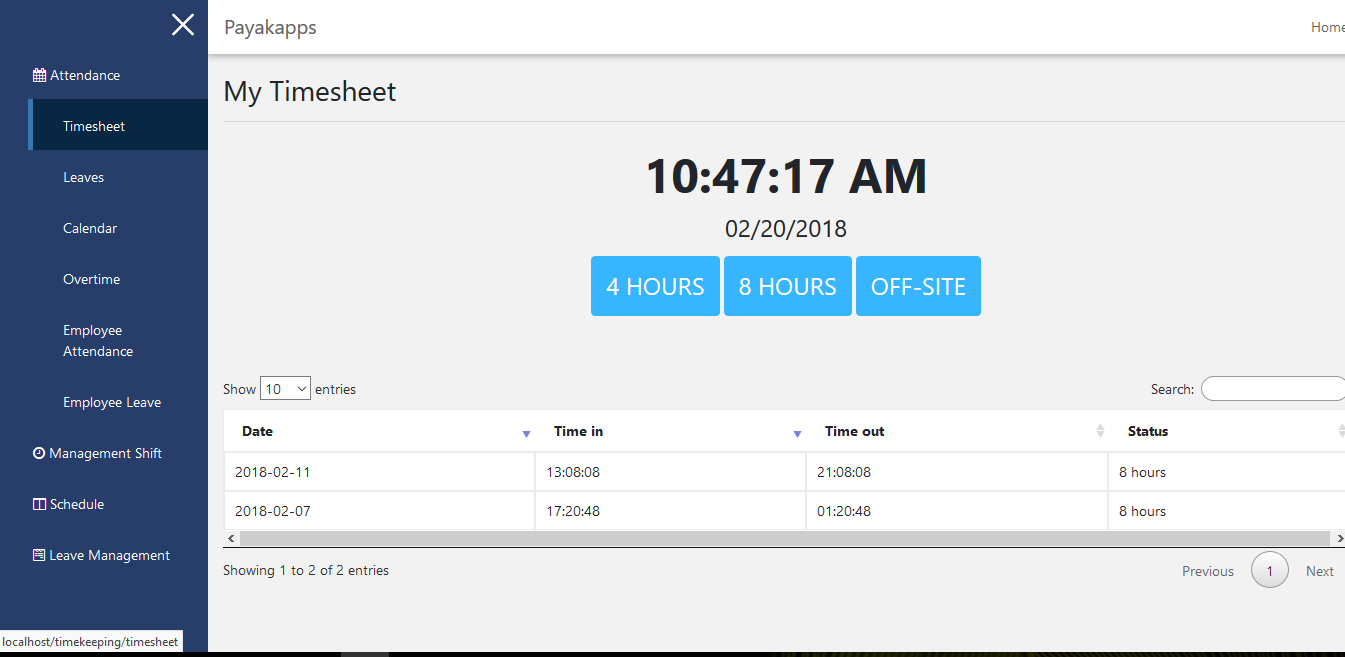 Payakapps
Home
Attendance
Timesheet
Leaves
Calendar
Overtime
Employee
Attendance
Employee Leave
Management Shift
Schedule
Leave Management
localhost/timekeeping/timesheet
My Timesheet
10:47:17 AM
02/20/2018
4 HOURS 8 HOURS OFF-SITE
Show 10 entries Search:
Date Time in Time out Status
2018-02-11 13:08:08 21:08:08 8 hours
2018-02-07 17:20:48 01:20:48 8 hours
Showing 1 to 2 of 2 entries Previous 1 Next